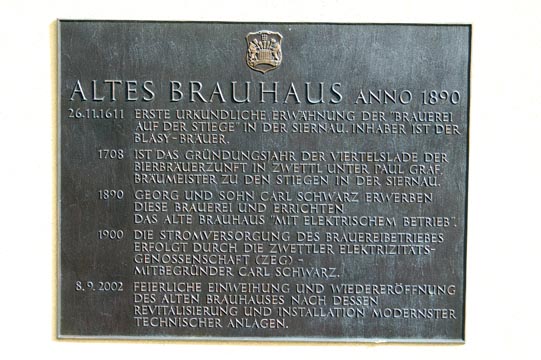 ALTES BRAUHAUS ANNO 1890
26.11.1611 ERSTE URKUNDLICHE ERWÄHNUNG DER "BRAUEREI
AUF DER STIEGE" IN DER SIERNAU. INHABER IST DER
BLASY-BRÄUER.
1708 IST DAS GRÜNDUNGSJAHR DER VIERTELSLADE DER
BIERBRÄUERZUNFT IN ZWETTL UNTER PAUL GRAF,
BRAUMEISTER ZU DEN STIEGEN IN DER SIERNAU.
1890 GEORG UND SOHN CARL SCHWARZ ERWERBEN
DIESE BRAUEREI UND ERRICHTEN
DAS ALTE BRAUHAUS "MIT ELEKTRISCHEM BETRIEB".
1900 DIE STROMVERSORGUNG DES BRAUEREIBETRIEBES
ERFOLGT DURCH DIE ZWETTLER ELEKTRIZITÄTS-
GENOSSENSCHAFT (ZEG) -
MITBEGRÜNDER CARL SCHWARZ.
8.9.2002 FEIERLICHE EINWEIHUNG UND WIEDERERÖFFNUNG
DES ALTEN BRAUHAUSES NACH DESSEN
REVITALISIERUNG UND INSTALLATION MODERNSTER
TECHNISCHER ANLAGEN.